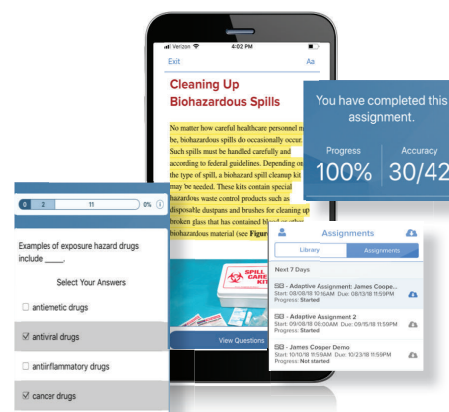 Verizon 4:02 PM
Exit Aa
Cleaning Up
Biohazardous Spills
No matter how careful healthcare personnel
be, biohazardous spills do occasionally occur.
Such spills must be handled carefully and
according to federal guidelines. Depending on
the type of spill, a biohazard spill cleanup kit
may be needed. These kits contain special
hazardous waste control products such as
disposable dustpans and brushes for cleaning up
broken glass that has contained
biohazardous material (see Figur
SPILL
CARE
KIT
View Questions
You have completed this
assignment.
Progress Accuracy
100% 30/42
0 2 11 0% i
Examples of exposure hazard drugs
include ____.
Select Your Answers
antiemetic drugs
antiviral drugs
antiinflammatory drugs
cancer drugs
Assignments
Library Assignments
Next 7 Days
- Adaptive Assignment: James Coope...
Start: 08/08/18 10:16AM Due: 08/13/18 11:59PM
Progress: Started
- Adaptive Assignment 2
Start: 09/08/18 06:00AM Due: 09/15/18 11:59PM
Progress: Started
- James Cooper Demo
Start: 10/10/18 11:59AM Due: 10/23/18 11:59PM
Progress: Not started